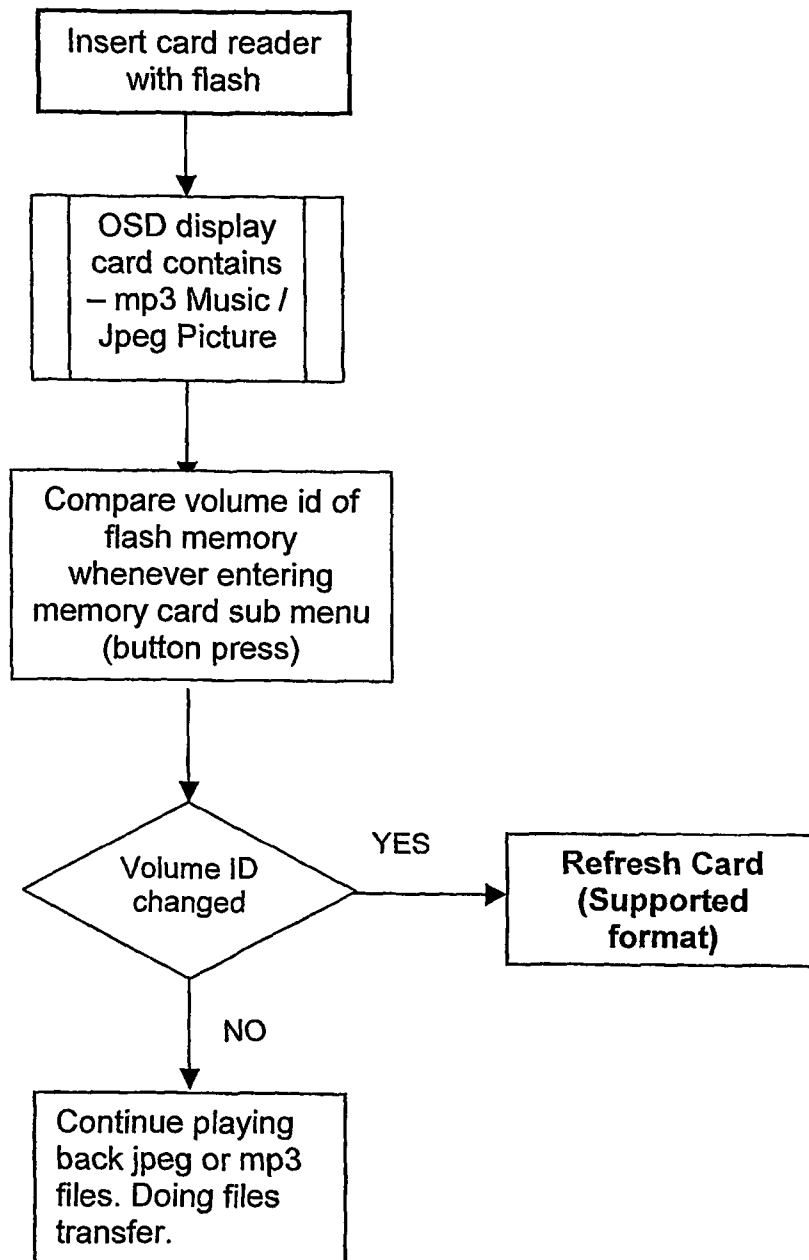 Insert card reader
with flash
OSD display
card contains
– mp3 Music /
Jpeg Picture
Compare volume id of
flash memory
whenever entering
memory card sub menu
(button press)
Volume ID
changed
YES
Refresh Card
(Supported
format)
NO
Continue playing
back jpeg or mp3
files. Doing files
transfer.